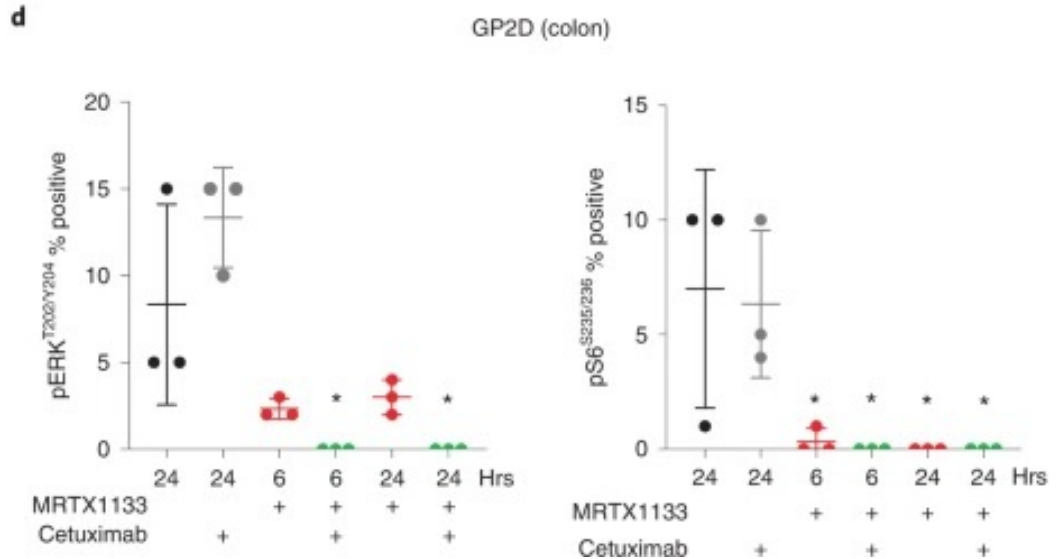 d
GP2D (colon)
pERK^T202/Y204 % positive
20
15
10
5
0
* *
24 24 6 6 24 24 Hrs
MRTX1133 + + + +
Cetuximab + + +
pS6^S235/236 % positive
15
10
5
0
* * * *
24 24 6 6 24 24 Hrs
MRTX1133 + + + +
Cetuximab + + +